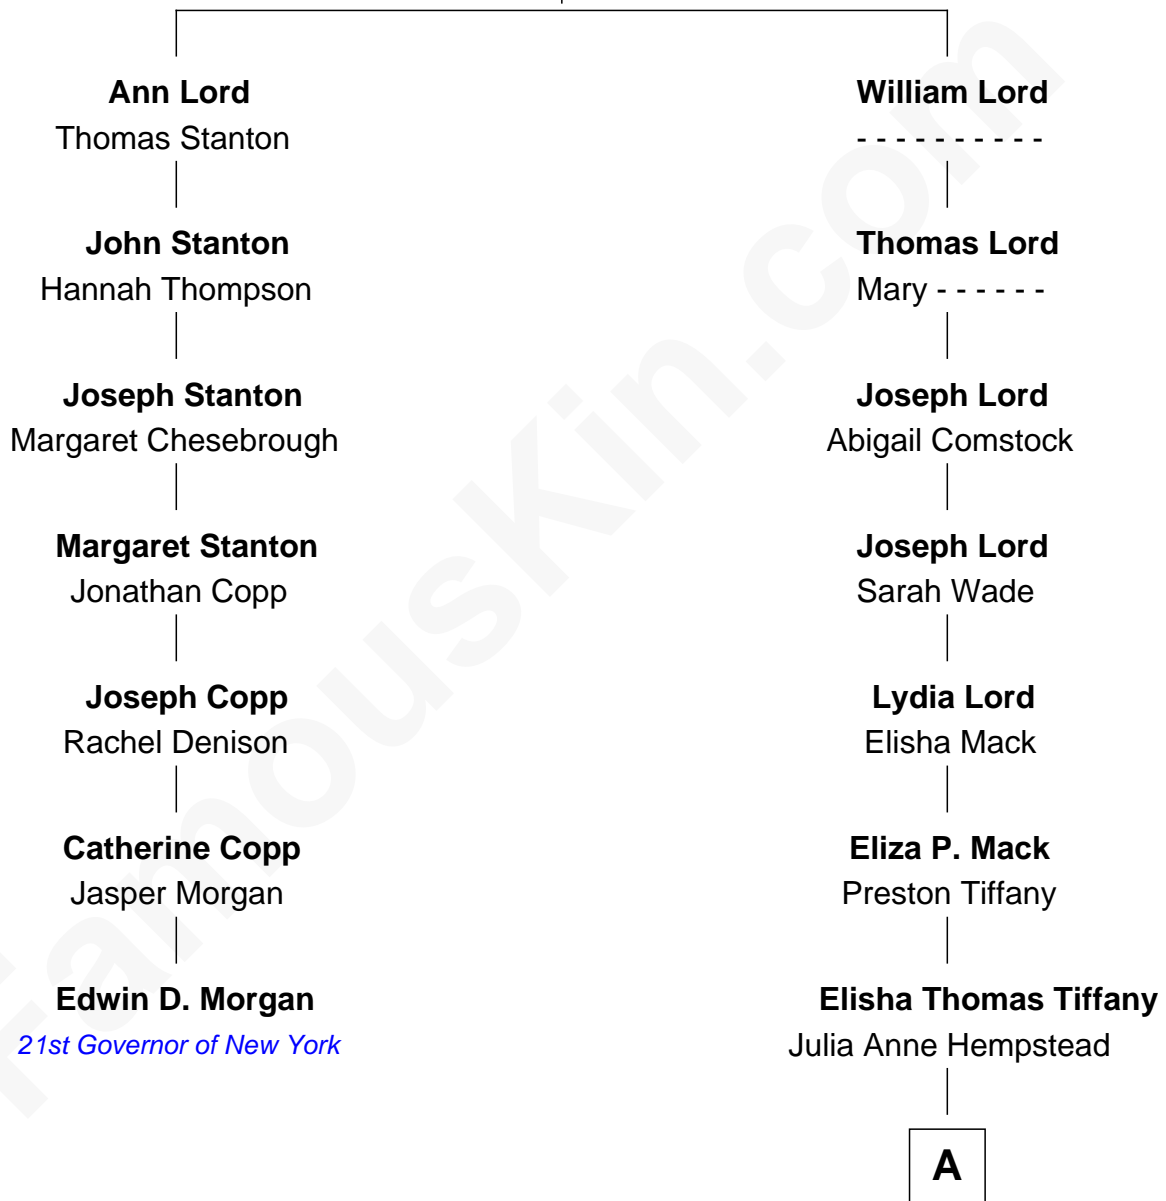 Ann Lord
Thomas Stanton
John Stanton
Hannah Thompson
Joseph Stanton
Margaret Chesebrough
Margaret Stanton
Jonathan Copp
Joseph Copp
Rachel Denison
Catherine Copp
Jasper Morgan
Edwin D. Morgan
21st Governor of New York
William Lord
- - - - - - - - - -
Thomas Lord
Mary - - - - - -
Joseph Lord
Abigail Comstock
Joseph Lord
Sarah Wade
Lydia Lord
Elisha Mack
Eliza P. Mack
Preston Tiffany
Elisha Thomas Tiffany
Julia Anne Hempstead
A
FamousKin.com